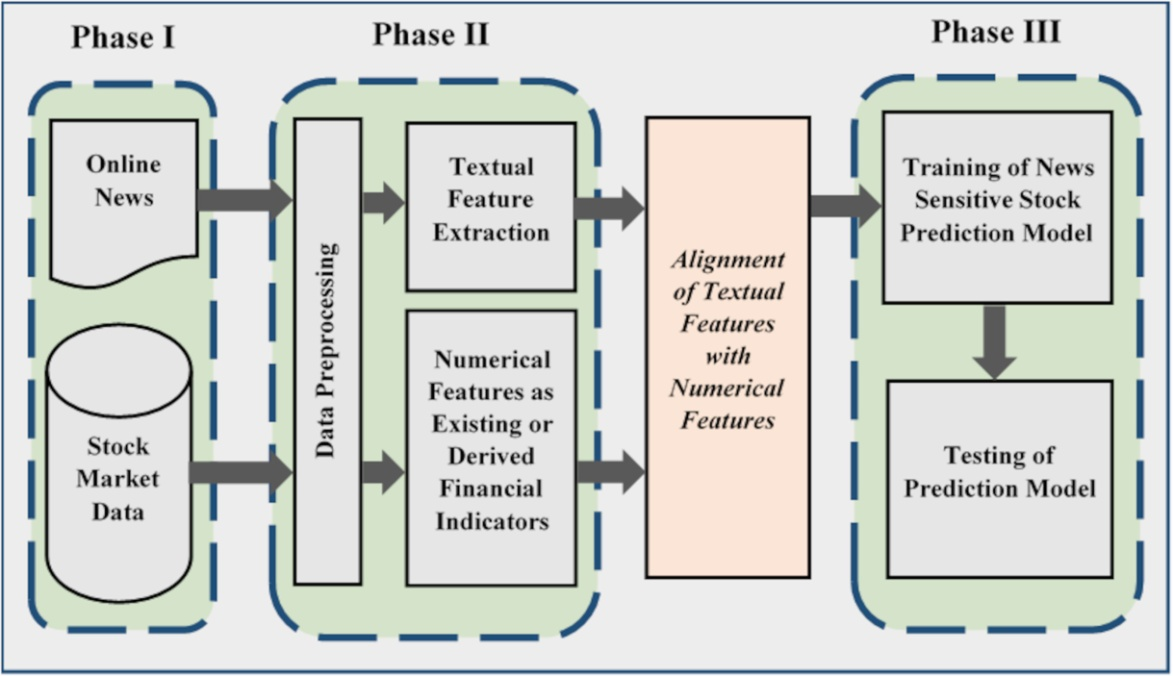 Phase I
Online
News
Stock
Market
Data
Phase II
Data Preprocessing
Textual
Feature
Extraction
Numerical
Features as
Existing or
Derived
Financial
Indicators
Alignment
of Textual
Features
with
Numerical
Features
Phase III
Training of News
Sensitive Stock
Prediction Model
Testing of
Prediction Model